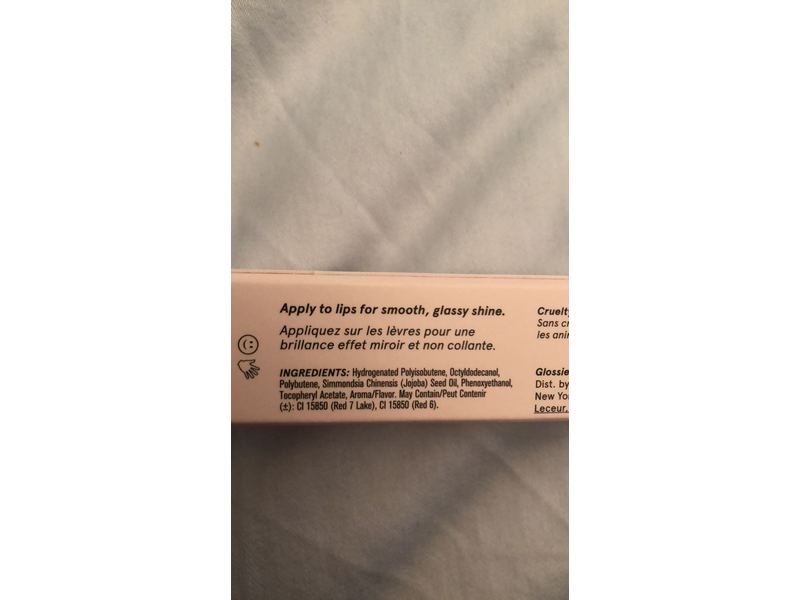 Apply to lips for smooth, glassy shine.
Appliquez sur les lèvres pour une
brillance effet miroir et non collante.
INGREDIENTS: Hydrogenated Polyisobutene, Octyldodecanol,
Polybutene, Simmondsia Chinensis (Jojoba) Seed Oil, Phenoxyethanol,
Tocopheryl Acetate, Aroma/Flavor. May Contain/Peut Contenir
(±): CI 15850 (Red 7 Lake), CI 15850 (Red 6).
Cruelty
Sans cr
les ani
Glossie
Dist. by
New Yo
Leceur,